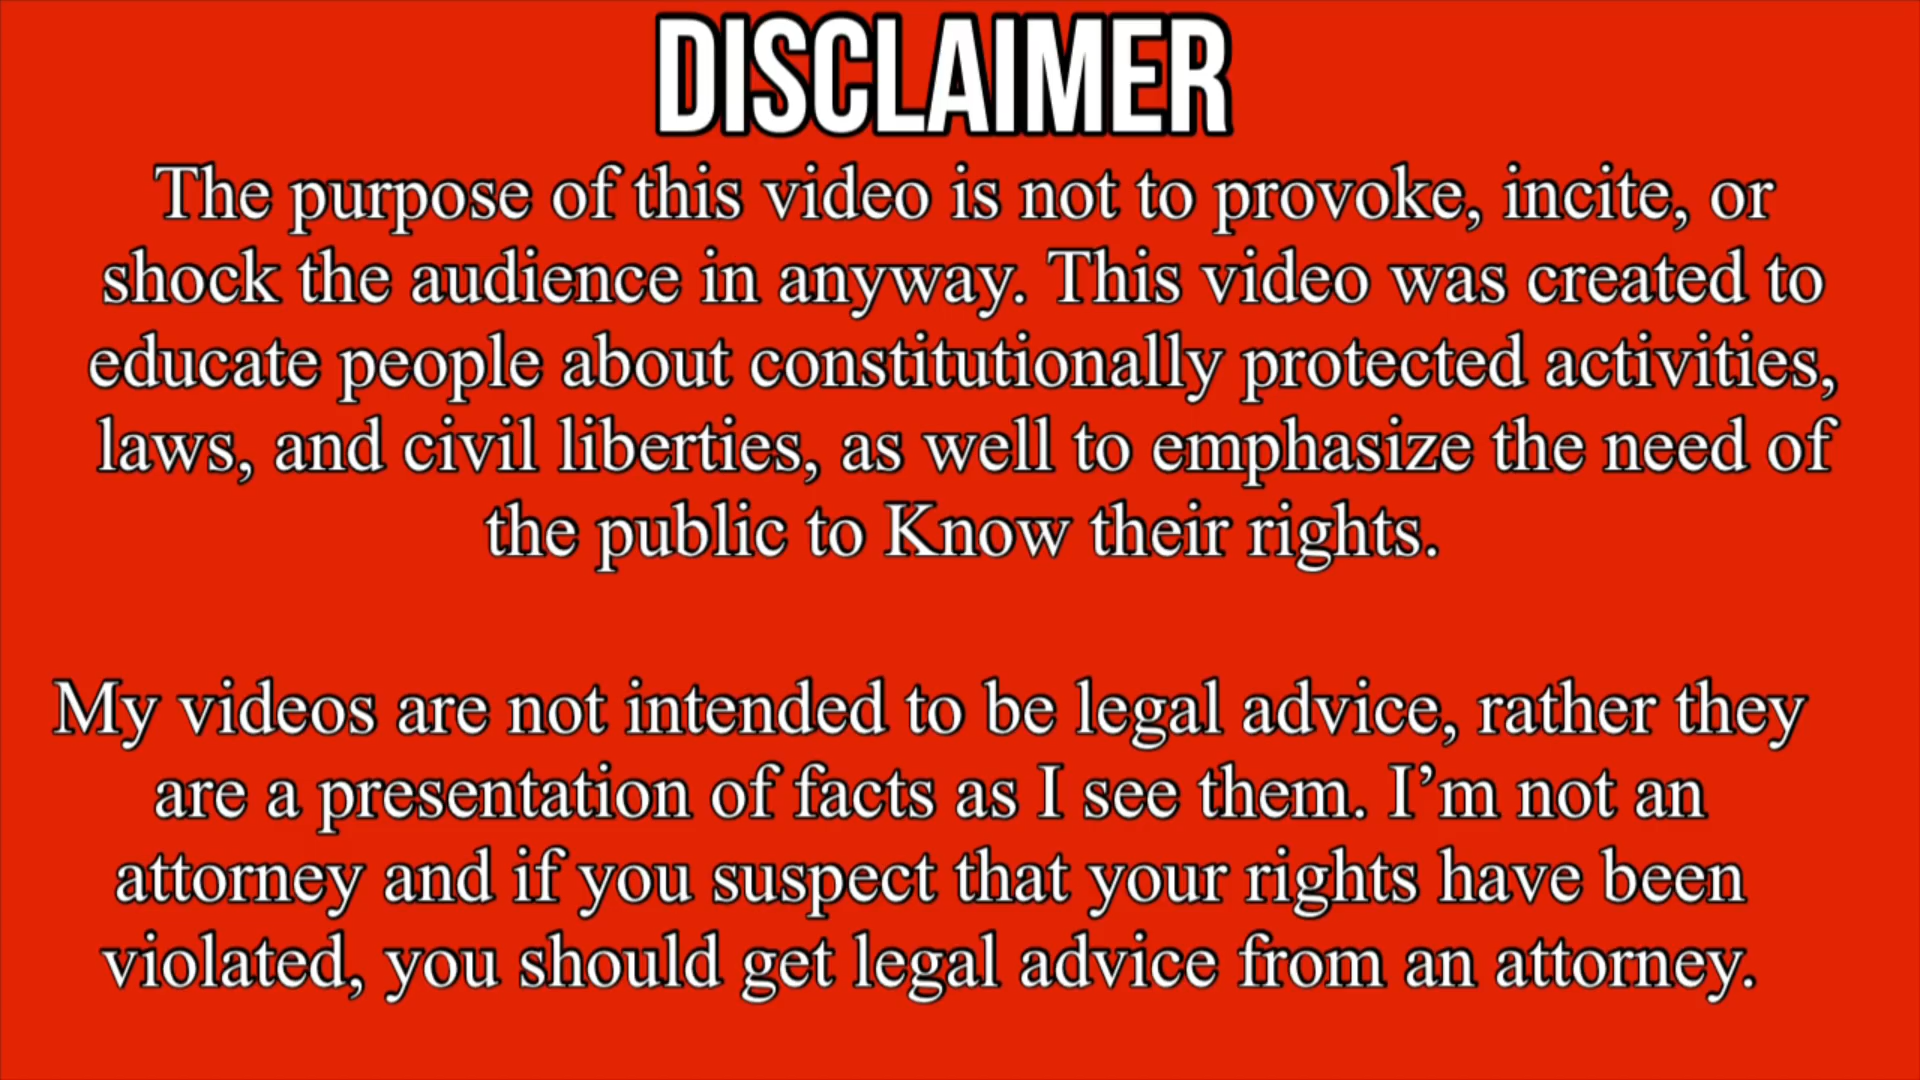 DISCLAIMER
The purpose of this video is not to provoke, incite, or
shock the audience in anyway. This video was created to
educate people about constitutionally protected activities,
laws, and civil liberties, as well to emphasize the need of
the public to Know their rights.
My videos are not intended to be legal advice, rather they
are a presentation of facts as I see them. I’m not an
attorney and if you suspect that your rights have been
violated, you should get legal advice from an attorney.